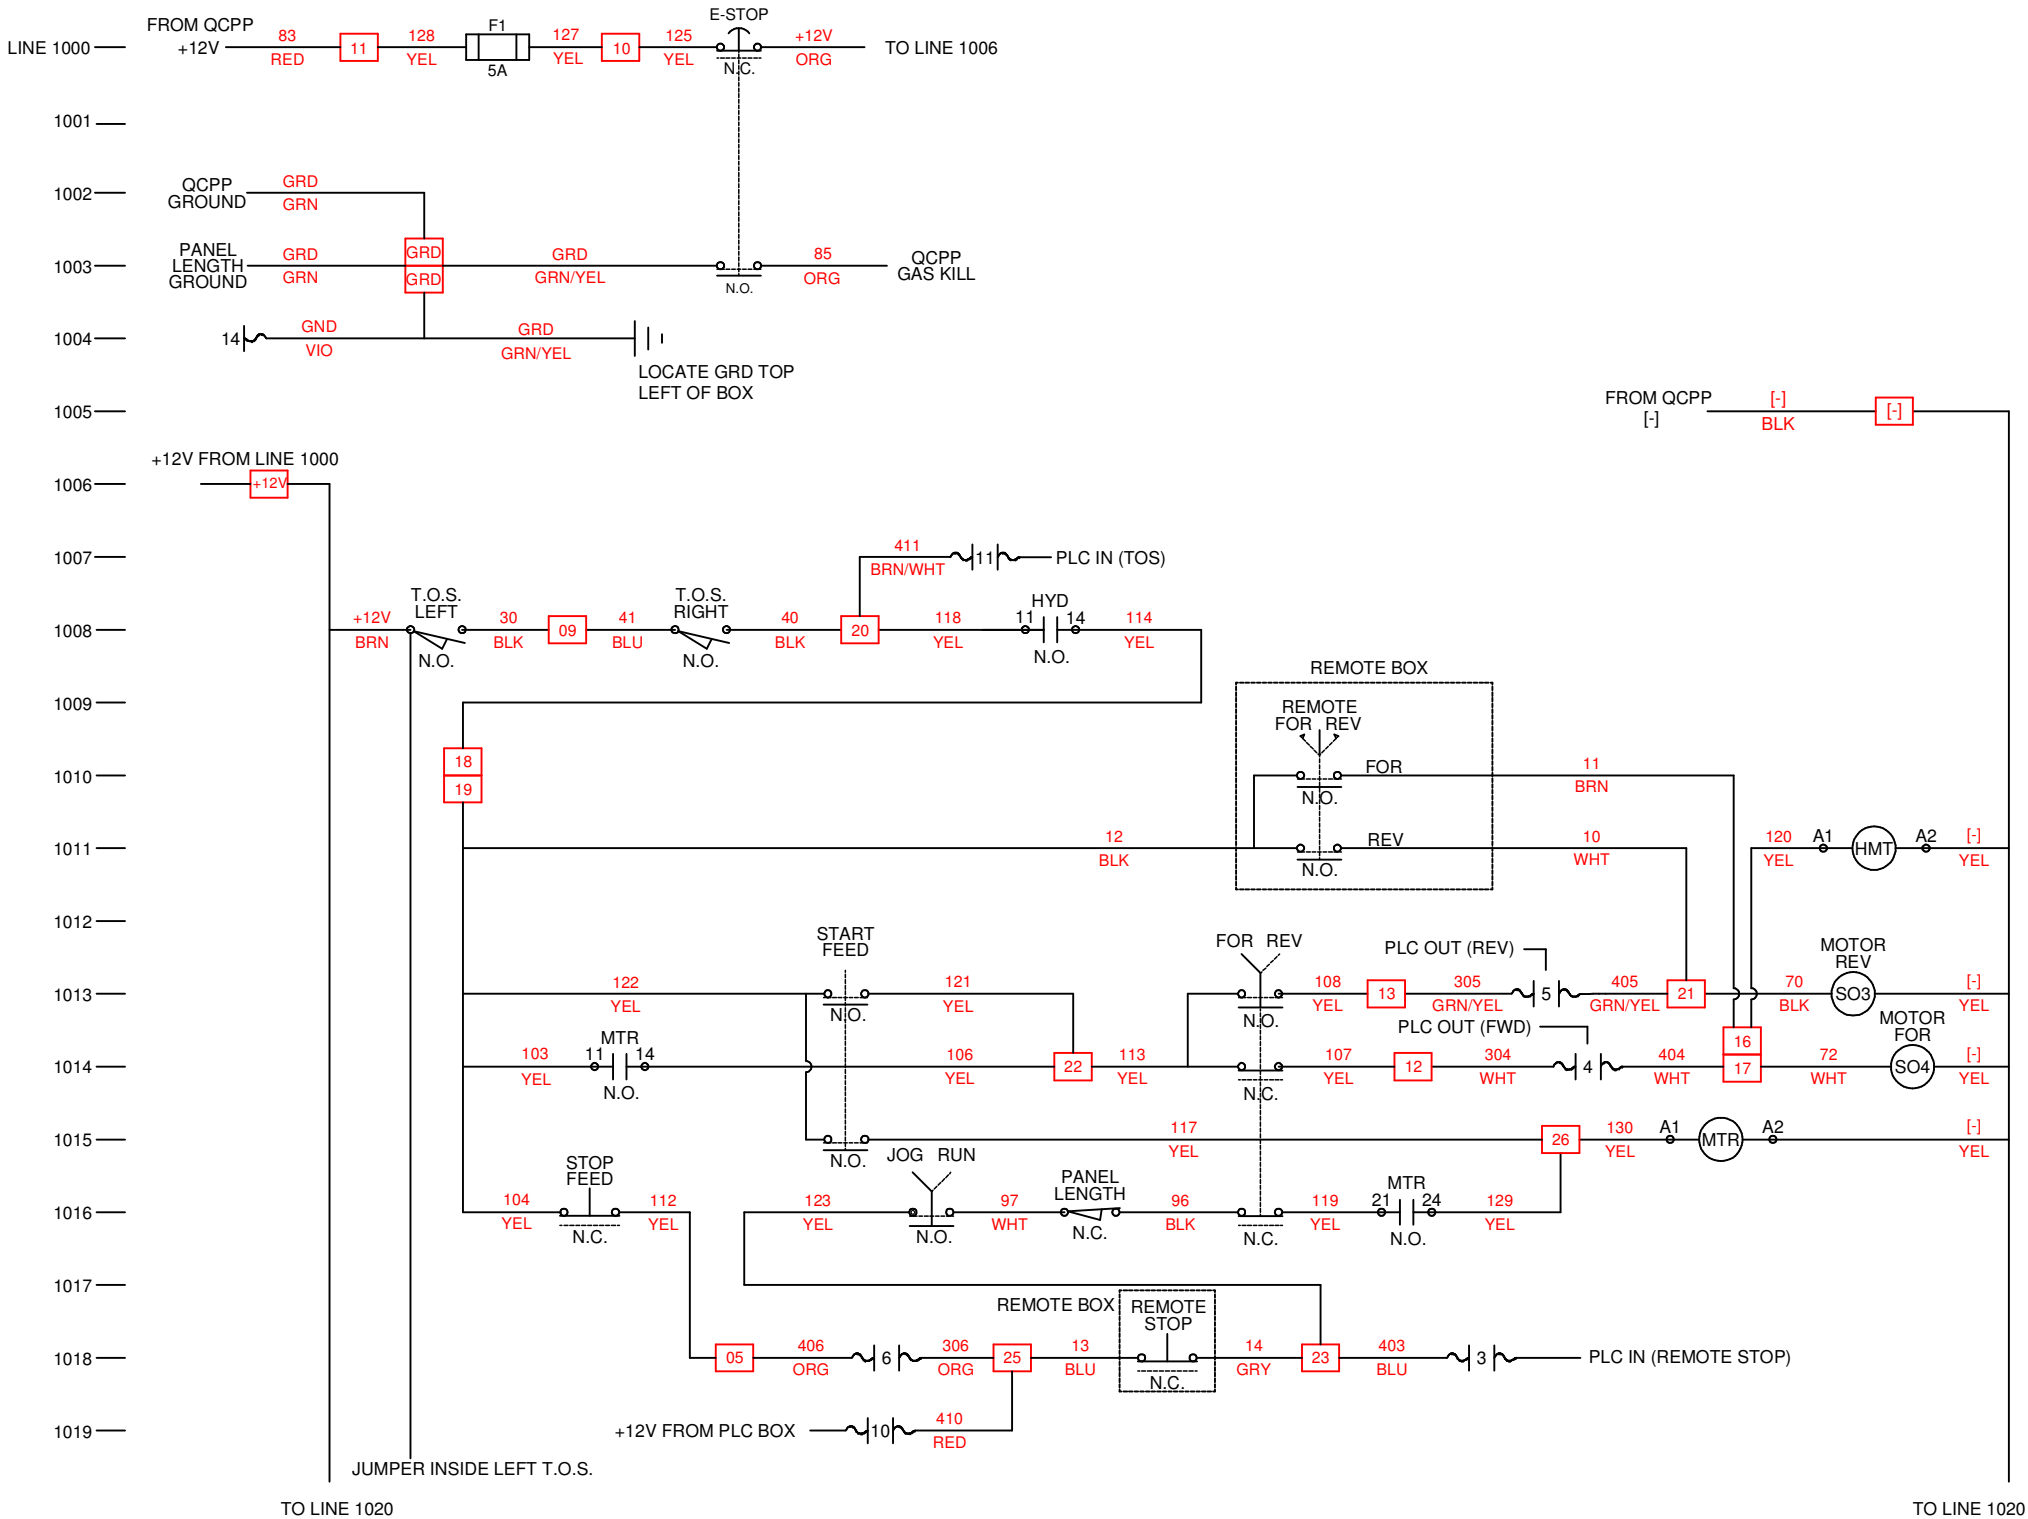 FROM QCPP
E-STOP
LINE 1000
+12V
83
RED
11
128
YEL
F1
5A
127
YEL
10
125
YEL
N.C.
+12V
ORG
TO LINE 1006
1001
1002
QCPP
GROUND
GRD
GRN
1003
PANEL
LENGTH
GROUND
GRD
GRN
GRD
GRD
GRD
GRN/YEL
N.O.
85
ORG
QCPP
GAS KILL
1004
14
GND
VIO
GRD
GRN/YEL
LOCATE GRD TOP
LEFT OF BOX
1005
FROM QCPP
[-]
[-]
BLK
[-]
+12V FROM LINE 1000
1006
+12V
1007
411
BRN/WHT
11
PLC IN (TOS)
1008
+12V
BRN
T.O.S.
LEFT
N.O.
30
BLK
09
41
BLU
T.O.S.
RIGHT
N.O.
40
BLK
20
118
YEL
HYD
11
14
N.O.
114
YEL
REMOTE BOX
1009
REMOTE
FOR REV
18
1010
19
FOR
N.O.
11
BRN
1011
12
BLK
REV
N.O.
10
WHT
120
YEL
A1
HMT
A2
[-]
YEL
1012
START
FEED
FOR REV
PLC OUT (REV)
MOTOR
REV
1013
122
YEL
N.O.
121
YEL
N.O.
108
YEL
13
305
GRN/YEL
5
405
GRN/YEL
21
70
BLK
SO3
[-]
YEL
PLC OUT (FWD)
MOTOR
FOR
1014
103
YEL
MTR
11
14
N.O.
106
YEL
22
113
YEL
N.C.
107
YEL
12
304
WHT
4
404
WHT
16
17
72
WHT
SO4
[-]
YEL
1015
N.O.
117
YEL
26
130
YEL
A1
MTR
A2
[-]
YEL
STOP
FEED
JOG RUN
1016
104
YEL
N.C.
112
YEL
123
YEL
N.O.
97
WHT
PANEL
LENGTH
N.C.
96
BLK
N.C.
119
YEL
MTR
21
24
N.O.
129
YEL
1017
REMOTE BOX
REMOTE
STOP
1018
05
406
ORG
6
306
ORG
25
13
BLU
N.C.
14
GRY
23
403
BLU
3
PLC IN (REMOTE STOP)
1019
+12V FROM PLC BOX
10
410
RED
JUMPER INSIDE LEFT T.O.S.
TO LINE 1020
TO LINE 1020